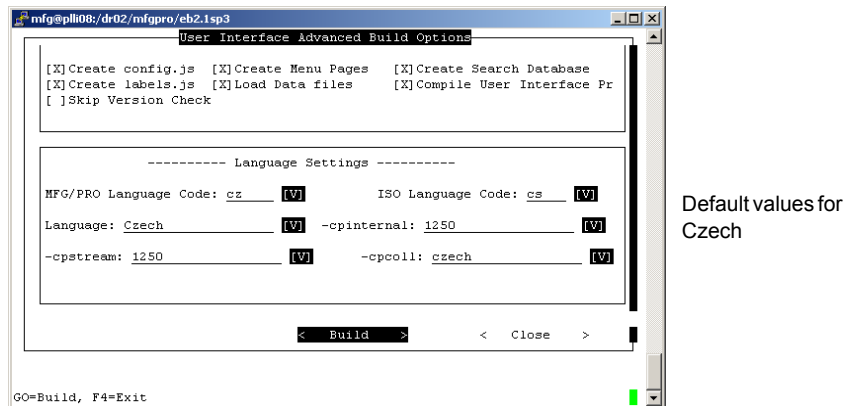 mfg@plli08:/dr02/mfgpro/eb2.1sp3
User Interface Advanced Build Options
[X]Create config.js [X]Create Menu Pages [X]Create Search Database
[X]Create labels.js [X]Load Data files [X]Compile User Interface Pr
[ ]Skip Version Check
---------- Language Settings ----------
MFG/PRO Language Code: cz [V] ISO Language Code: cs [V]
Language: Czech [V] -cpinternal: 1250 [V]
-cpstream: 1250 [V] -cpcoll: czech [V]
< Build > < Close >
GO=Build, F4=Exit
Default values for
Czech